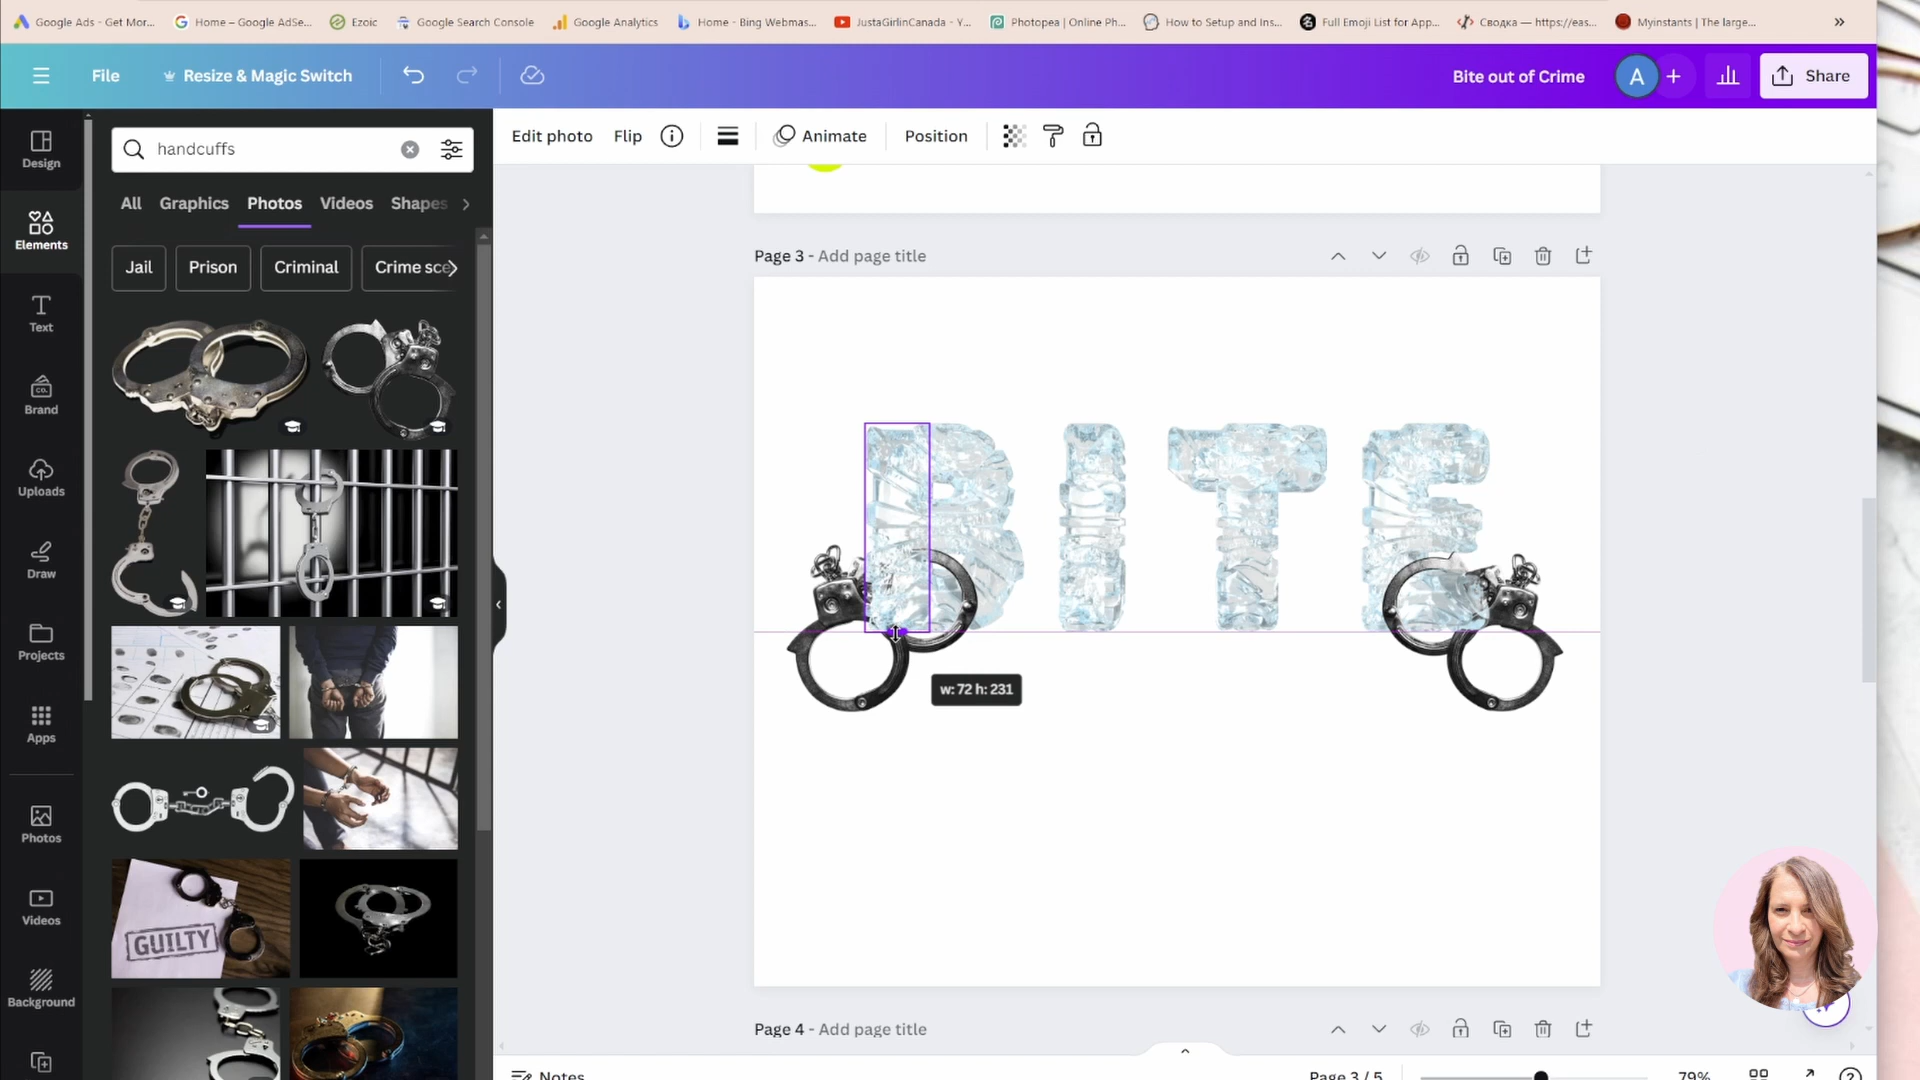 Google Ads - Get Mor...
Home – Google AdSe...
Ezoic
Google Search Console
Google Analytics
Home - Bing Webmas...
JustaGirlinCanada - Y...
Photopea | Online Ph...
How to Setup and Ins...
Full Emoji List for App...
Сводка — https://eas...
Myinstants | The large...
»
File
Resize & Magic Switch
Bite out of Crime
A
+
Share
Design
Elements
Text
Brand
CO.
Uploads
Draw
Projects
Apps
Photos
Videos
Background
handcuffs
All
Graphics
Photos
Videos
Shapes
Jail
Prison
Criminal
Crime sce
GUILTY
Edit photo
Flip
Animate
Position
Page 3 - Add page title
BITE
w: 72 h: 231
Page 4 - Add page title
Notes
Page 3 / 5
79%